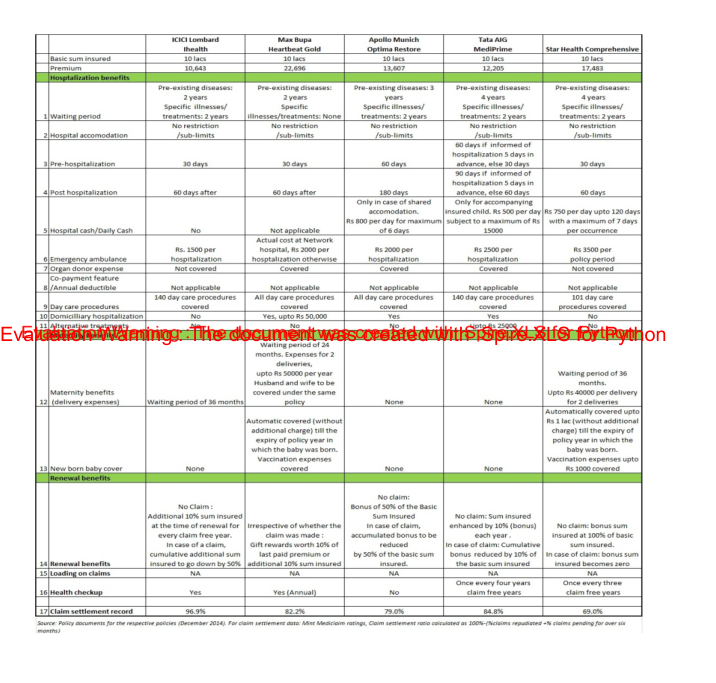 ICICI Lombard Max Bupa Apollo Munich Tata AIG
Ihealth Heartbeat Gold Optima Restore MediPrime Star Health Comprehensive
Basic sum insured 10 lacs 10 lacs 10 lacs 10 lacs 10 lacs
Premium 10,643 22,696 13,607 12,205 17,483
Hosptalization benefits
Pre-existing diseases: Pre-existing diseases: Pre-existing diseases: 3 Pre-existing diseases: Pre-existing diseases:
2 years 2 years years 4 years 4 years
Specific illnesses/ Specific Specific illnesses/ Specific illnesses/ Specific illnesses/
1 Waiting period treatments: 2 years illnesses/treatments: None treatments: 2 years treatments: 2 years treatments: 2 years
No restriction No restriction No restriction No restriction No restriction
2 Hospital accomodation /sub-limits /sub-limits /sub-limits /sub-limits /sub-limits
60 days if informed of
hospitalization 5 days in
3 Pre-hospitalization 30 days 30 days 60 days advance, else 30 days 30 days
90 days if informed of
hospitalization 5 days in
4 Post hospitalization 60 days after 60 days after 180 days advance, else 60 days 60 days
Only in case of shared Only for accompanying
accomodation. insured child. Rs 500 per day Rs 750 per day upto 120 days
Rs 800 per day for maximum subject to a maximum of Rs with a maximum of 7 days
5 Hospital cash/Daily Cash No Not applicable of 6 days 15000 per occurrence
Actual cost at Network
Rs. 1500 per hospital, Rs 2000 per Rs 2000 per Rs 2500 per Rs 3500 per
6 Emergency ambulance hospitalization hospitalization otherwise hospitalization hospitalization policy period
7 Organ donor expense Not covered Covered Covered Covered Not covered
Co-payment feature
8 /Annual deductible Not applicable Not applicable Not applicable Not applicable Not applicable
140 day care procedures All day care procedures All day care procedures 140 day care procedures 101 day care
9 Day care procedures covered covered covered covered procedures covered
10 Domicilliary hospitalization No Yes, upto 50,000 Yes Yes No
11 Alternative treatments No No No Upto Rs 25000 No
Evaluation Warning : The document was created with Spire.XLS for Python
Waiting period of 24
months. Expenses for 2
deliveries,
upto Rs 50000 per year Waiting period of 36
Husband and wife to be months.
Maternity benefits covered under the same Upto Rs 40000 per delivery
12 (delivery expenses) Waiting period of 36 months policy None None for 2 deliveries
Automatically covered upto
Automatic covered (without Rs 1 lac (without additional
additional charge) till the charge) till the expiry of
expiry of policy year in policy year in which the
which the baby was born. baby was born.
Vaccination expenses Vaccination expenses upto
13 New born baby cover None covered None None Rs 1000 covered
Renewal benefits
No claim:
No Claim : Bonus of 50% of the Basic
Additional 10% sum insured Sum Insured No claim: Sum insured
at the time of renewal for Irrespective of whether the In case of claim, enhanced by 10% (bonus) No claim: bonus sum
every claim free year. claim was made : accumulated bonus to be each year . insured at 100% of basic
In case of a claim, Gift rewards worth 10% of reduced In case of claim: Cumulative sum insured.
cumulative additional sum last paid premium or by 50% of the basic sum bonus reduced by 10% of In case of claim: bonus sum
14 Renewal benefits insured to go down by 50% additional 10% sum insured insured. the basic sum insured insured becomes zero
15 Loading on claims NA NA NA NA NA
Once every four years Once every three
16 Health checkup Yes Yes (Annual) No claim free years claim free years
17 Claim settlement record 96.9% 82.2% 79.0% 84.8% 69.0%
Source: Policy documents for the respective policies (December 2014). For claim settlement data: Mint Mediclaim ratings, Claim settlement ratio calculated as 100%-(%claims repudiated +% claims pending for over six
months)